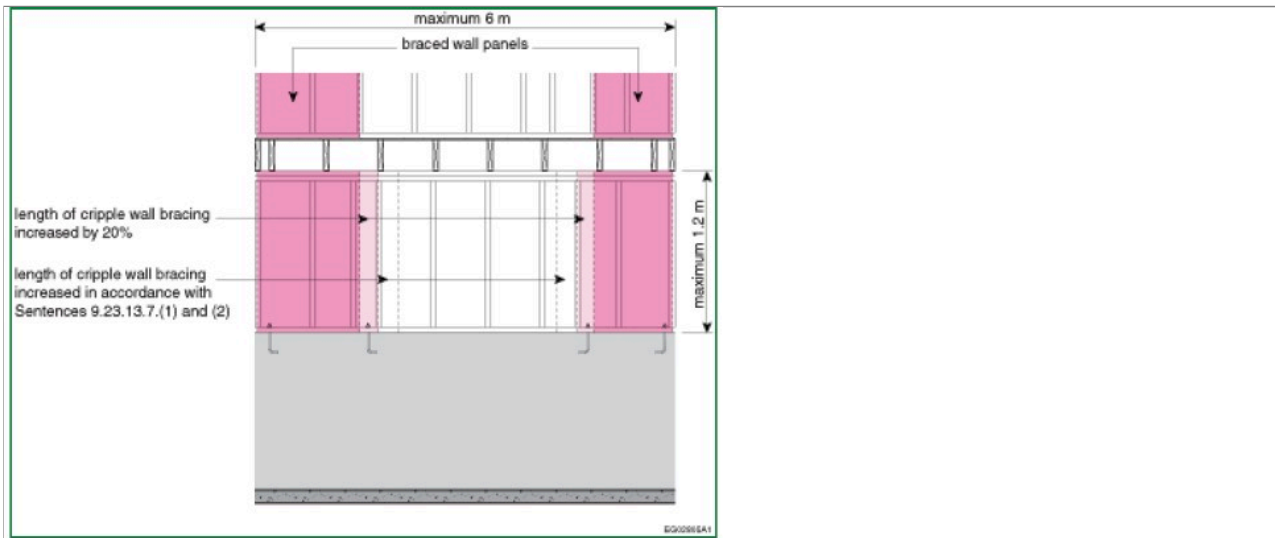 maximum 6 m
braced wall panels
length of cripple wall bracing
increased by 20%
length of cripple wall bracing
increased in accordance with
Sentences 9.23.13.7.(1) and (2)
maximum 1.2 m